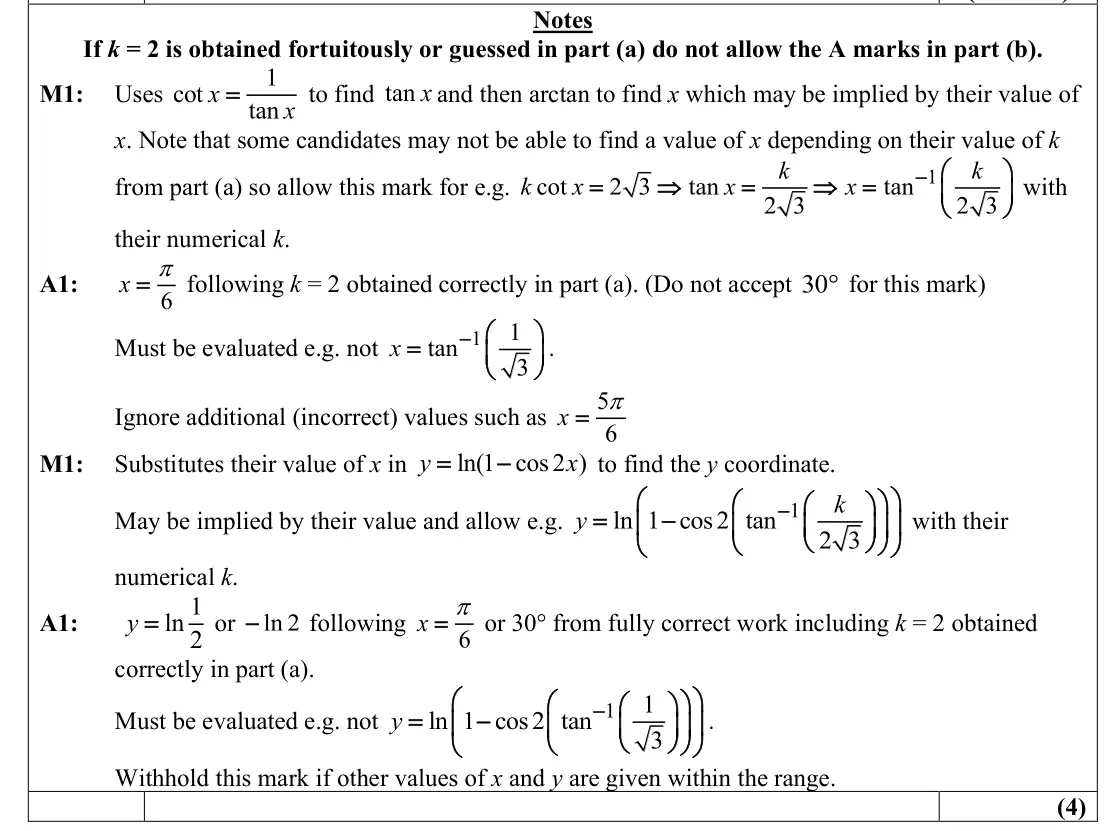 Notes
If k = 2 is obtained fortuitously or guessed in part (a) do not allow the A marks in part (b).
M1: Uses cot x = 1/tan x to find tan x and then arctan to find x which may be implied by their value of
x. Note that some candidates may not be able to find a value of x depending on their value of k
from part (a) so allow this mark for e.g. k cot x = 2√3 ⇒ tan x = k/(2√3) ⇒ x = tan⁻¹(k/(2√3)) with
their numerical k.
A1: x = π/6 following k = 2 obtained correctly in part (a). (Do not accept 30° for this mark)
Must be evaluated e.g. not x = tan⁻¹(1/√3).
Ignore additional (incorrect) values such as x = 5π/6
M1: Substitutes their value of x in y = ln(1 − cos 2x) to find the y coordinate.
May be implied by their value and allow e.g. y = ln(1 − cos 2(tan⁻¹(k/(2√3)))) with their
numerical k.
A1: y = ln 1/2 or − ln 2 following x = π/6 or 30° from fully correct work including k = 2 obtained
correctly in part (a).
Must be evaluated e.g. not y = ln(1 − cos 2(tan⁻¹(1/√3))).
Withhold this mark if other values of x and y are given within the range.
(4)